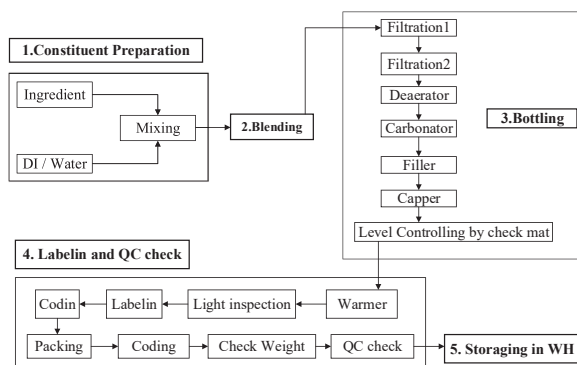 1.Constituent Preparation
Ingredient
Mixing
DI / Water
2.Blending
Filtration1
Filtration2
Deaerator
Carbonator
Filler
Capper
Level Controlling by check mat
3.Bottling
4. Labelin and QC check
Warmer
Light inspection
Labelin
Codin
Packing
Coding
Check Weight
QC check
5. Storaging in WH